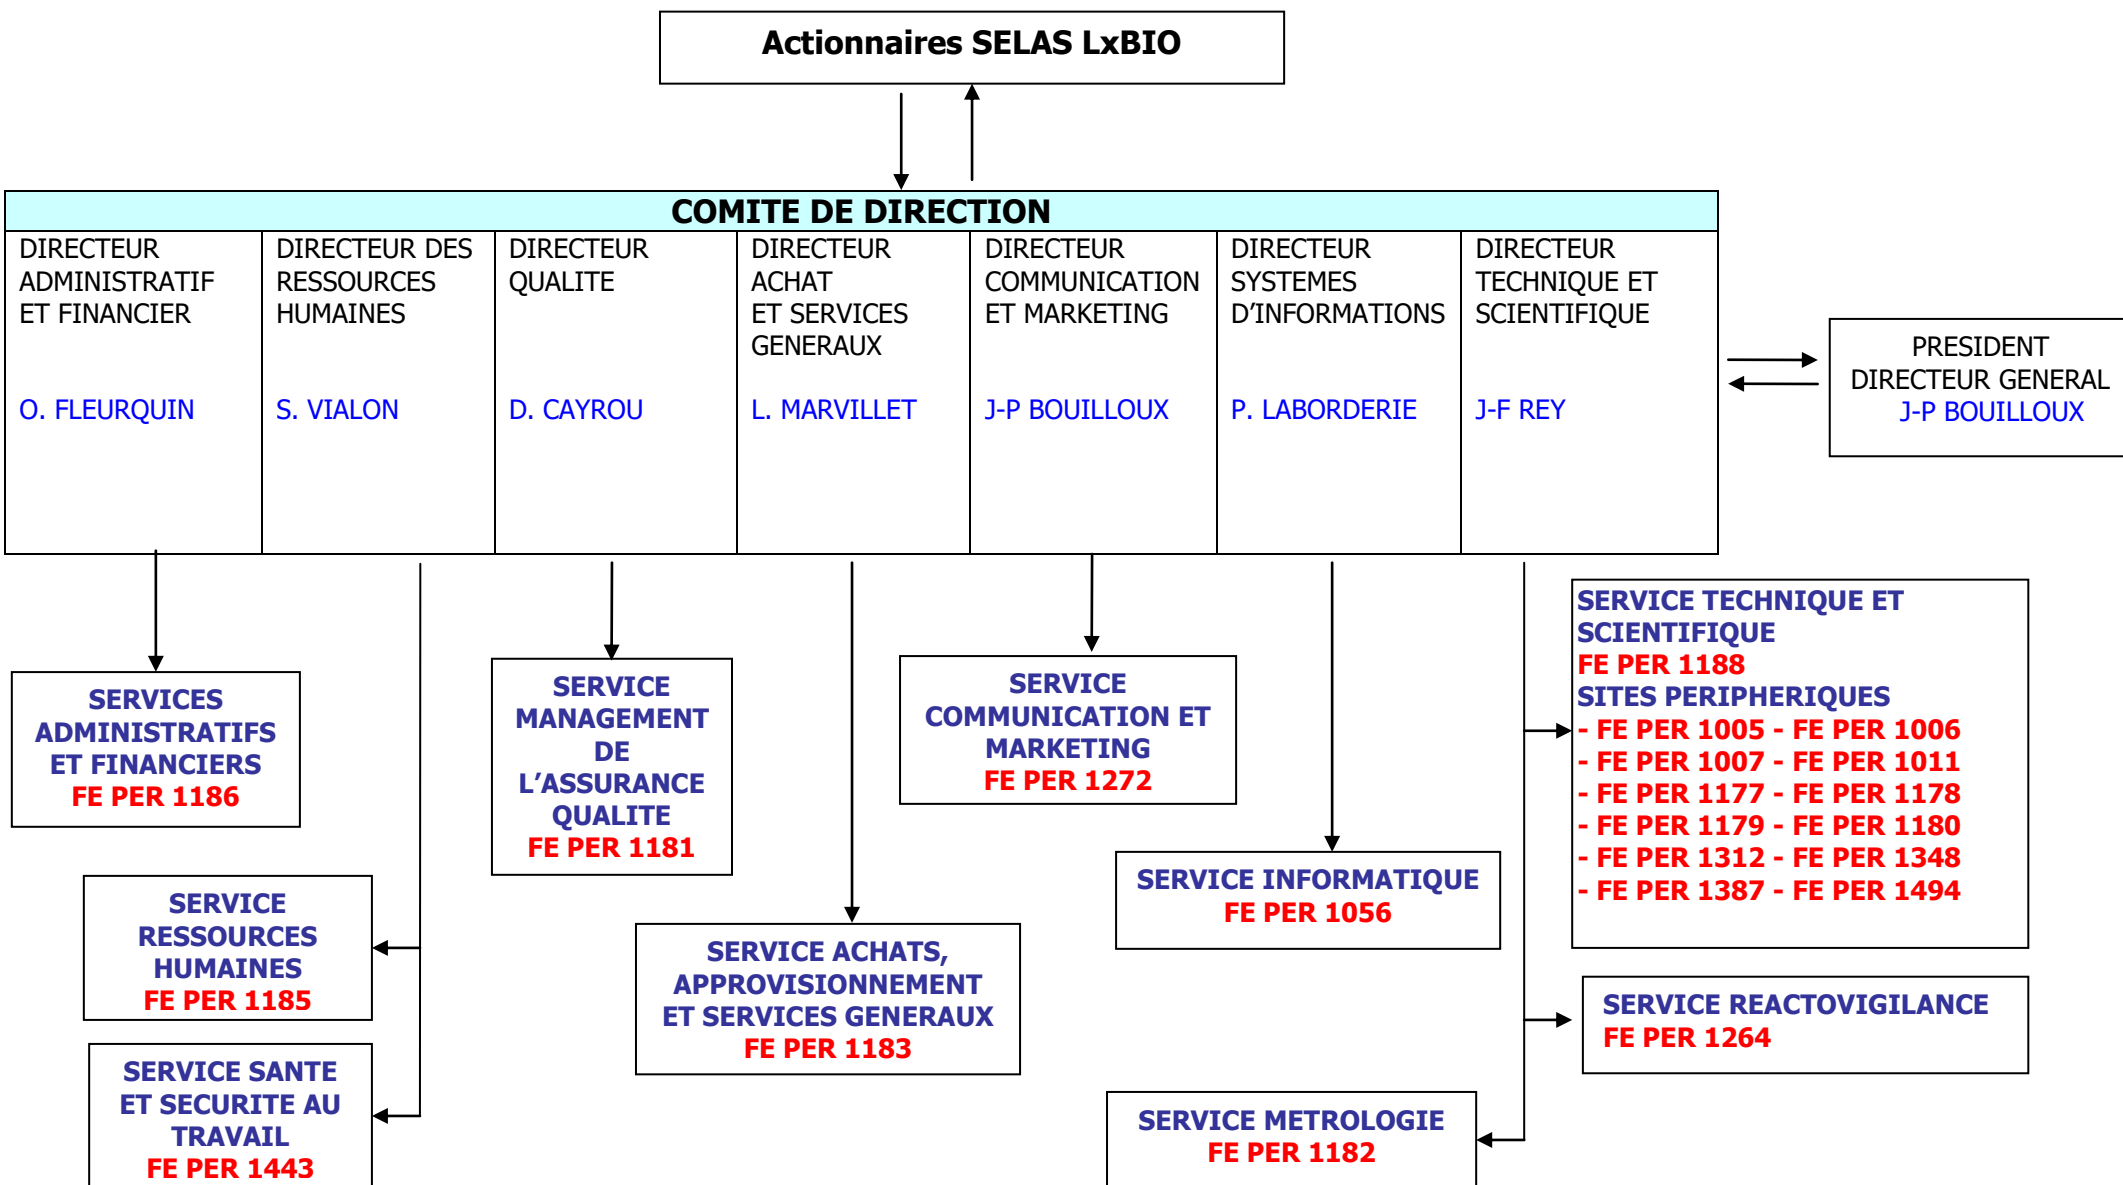 Actionnaires SELAS LxBIO
COMITE DE DIRECTION
DIRECTEUR
ADMINISTRATIF
ET FINANCIER
O. FLEURQUIN
DIRECTEUR DES
RESSOURCES
HUMAINES
S. VIALON
DIRECTEUR
QUALITE
D. CAYROU
DIRECTEUR
ACHAT
ET SERVICES
GENERAUX
L. MARVILLET
DIRECTEUR
COMMUNICATION
ET MARKETING
J-P BOUILLOUX
DIRECTEUR
SYSTEMES
D’INFORMATIONS
P. LABORDERIE
DIRECTEUR
TECHNIQUE ET
SCIENTIFIQUE
J-F REY
PRESIDENT
DIRECTEUR GENERAL
J-P BOUILLOUX
SERVICES
ADMINISTRATIFS
ET FINANCIERS
FE PER 1186
SERVICE
RESSOURCES
HUMAINES
FE PER 1185
SERVICE SANTE
ET SECURITE AU
TRAVAIL
FE PER 1443
SERVICE
MANAGEMENT
DE
L’ASSURANCE
QUALITE
FE PER 1181
SERVICE ACHATS,
APPROVISIONNEMENT
ET SERVICES GENERAUX
FE PER 1183
SERVICE
COMMUNICATION ET
MARKETING
FE PER 1272
SERVICE INFORMATIQUE
FE PER 1056
SERVICE TECHNIQUE ET
SCIENTIFIQUE
FE PER 1188
SITES PERIPHERIQUES
- FE PER 1005 - FE PER 1006
- FE PER 1007 - FE PER 1011
- FE PER 1177 - FE PER 1178
- FE PER 1179 - FE PER 1180
- FE PER 1312 - FE PER 1348
- FE PER 1387 - FE PER 1494
SERVICE REACTOVIGILANCE
FE PER 1264
SERVICE METROLOGIE
FE PER 1182